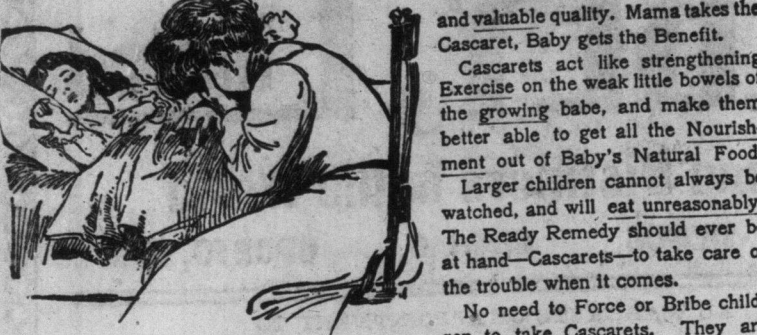 and valuable quality. Mama takes the
Cascaret, Baby gets the Benefit.
Cascarets act like strengthening
Exercise on the weak little bowels of
the growing babe, and make them
better able to get all the Nourish-
ment out of Baby's Natural Food
Larger children cannot always be
watched, and will eat unreasonably
The Ready Remedy should ever b
at hand—Cascarets—to take care o
the trouble when it comes.
No need to Force or Bribe child
ren to take Cascarets. They ar